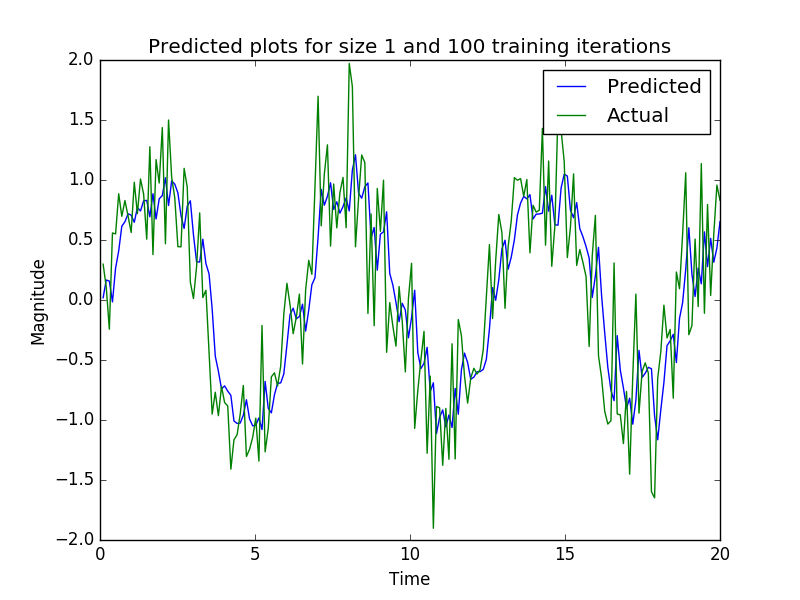 Predicted plots for size 1 and 100 training iterations
Predicted
Actual
Magnitude
2.0
1.5
1.0
0.5
0.0
−0.5
−1.0
−1.5
−2.0
0 5 10 15 20
Time